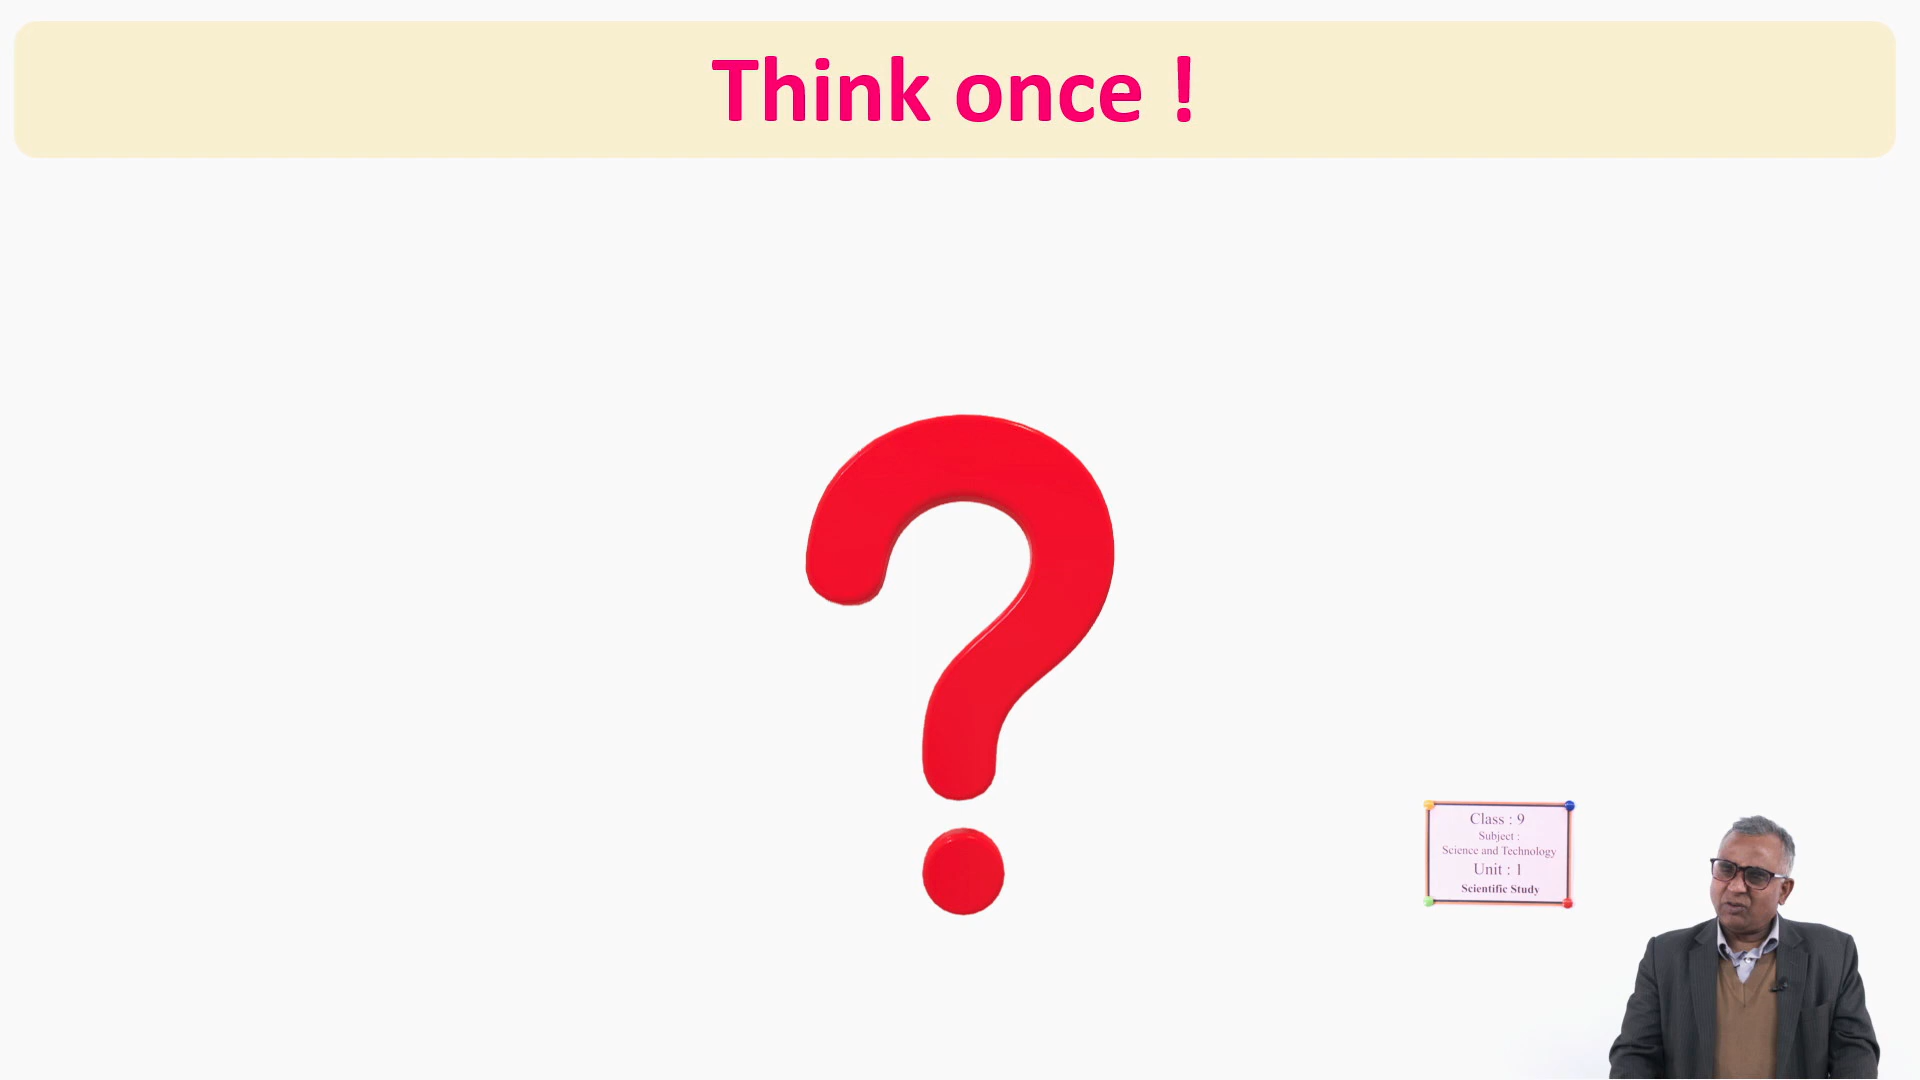 Think once !
?
Class : 9
Subject :
Science and Technology
Unit : 1
Scientific Study